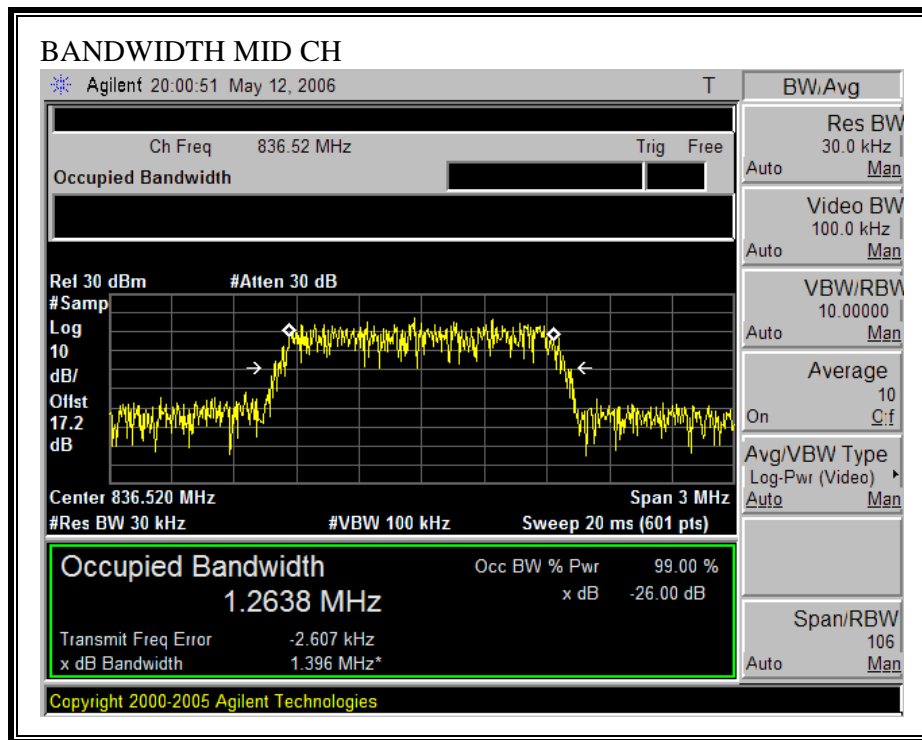 BANDWIDTH MID CH
Agilent 20:00:51 May 12, 2006 T
BW/Avg
Ch Freq 836.52 MHz Trig Free
Occupied Bandwidth
Res BW
30.0 kHz
Auto Man
Video BW
100.0 kHz
Auto Man
VBW/RBW
10.00000
Auto Man
Average
10
On
Avg/VBW Type
Log-Pwr (Video)
Auto Man
Span/RBW
106
Auto Man
Ref 30 dBm #Atten 30 dB
#Samp
Log
10
dB/
Offst
17.2
dB
Center 836.520 MHz Span 3 MHz
#Res BW 30 kHz #VBW 100 kHz Sweep 20 ms (601 pts)
Occupied Bandwidth
1.2638 MHz
Occ BW % Pwr 99.00 %
x dB -26.00 dB
Transmit Freq Error -2.607 kHz
x dB Bandwidth 1.396 MHz*
Copyright 2000-2005 Agilent Technologies